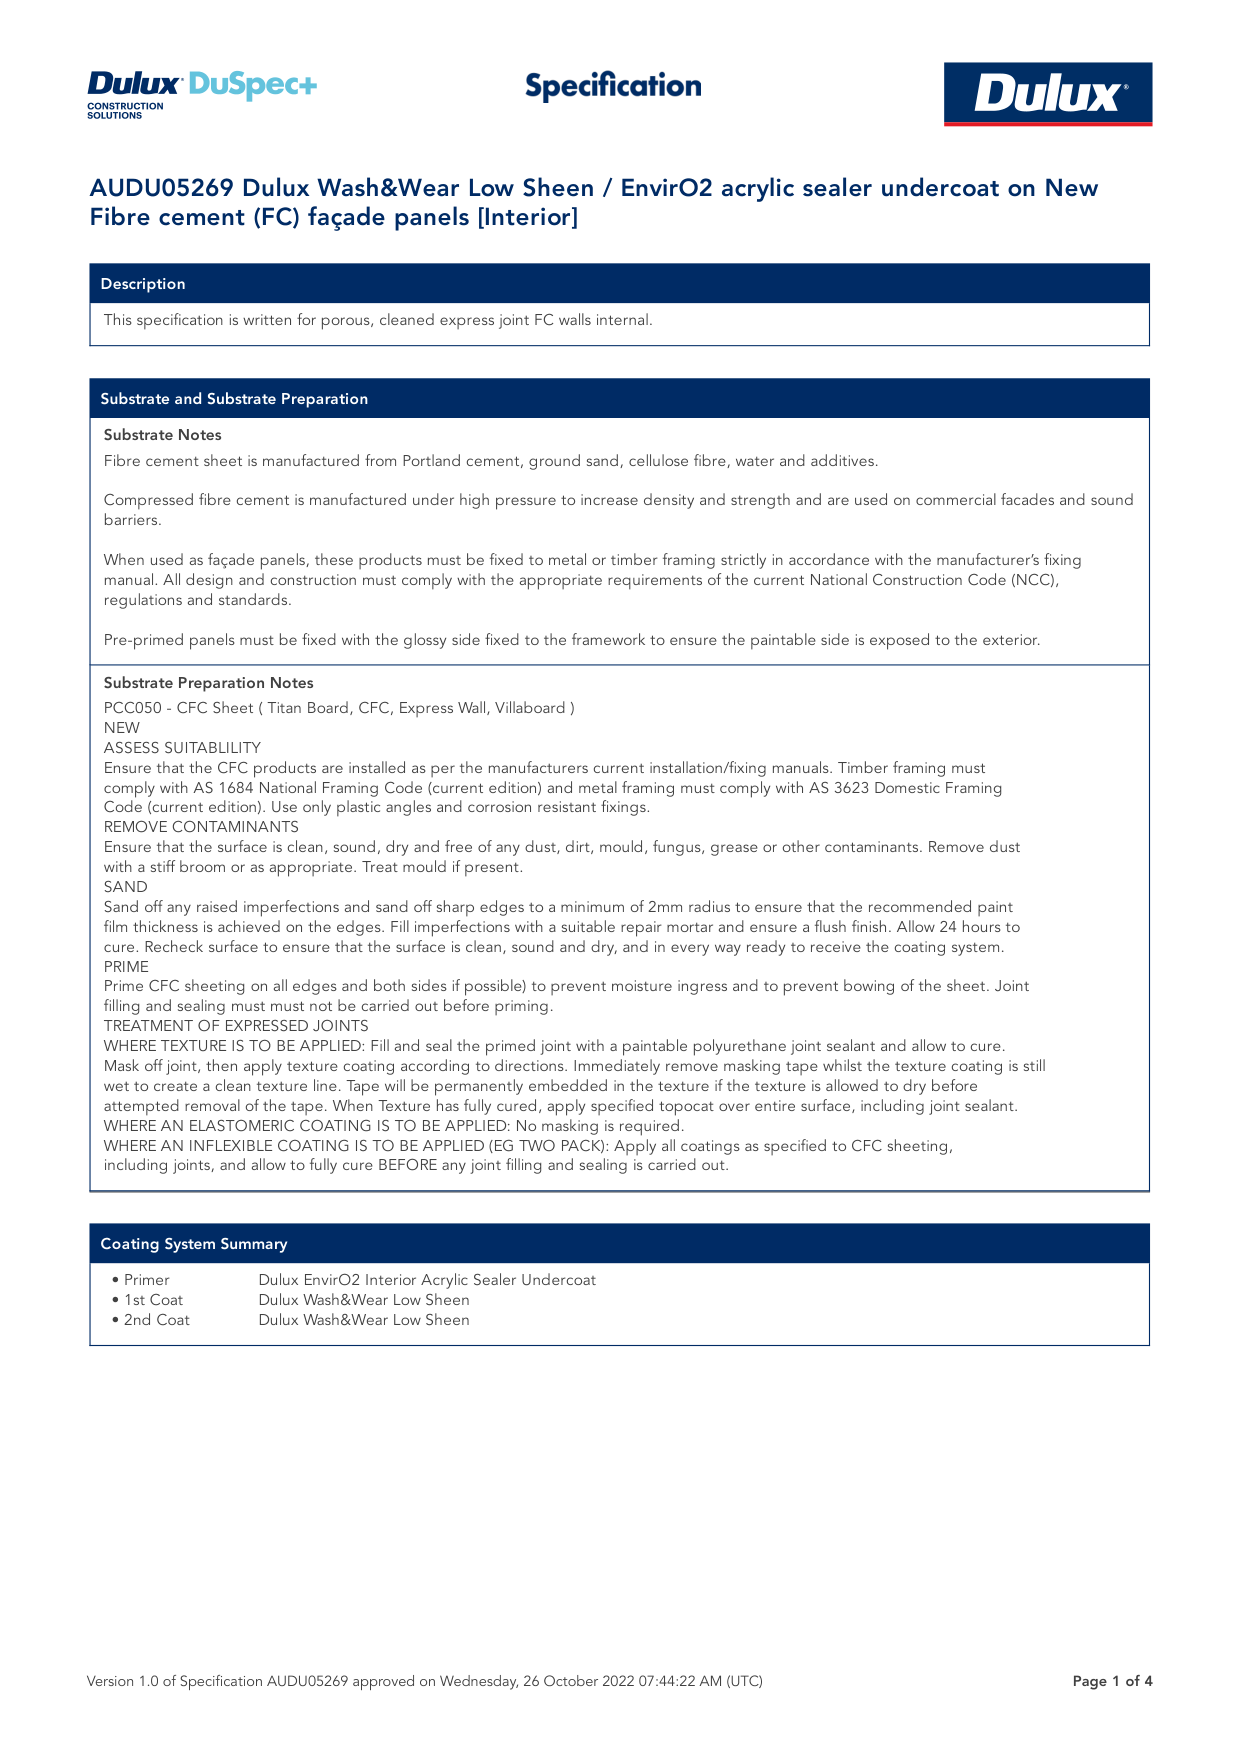 Dulux DuSpec+
CONSTRUCTION
SOLUTIONS
Specification
Dulux®
AUDU05269 Dulux Wash&Wear Low Sheen / EnvirO2 acrylic sealer undercoat on New
Fibre cement (FC) façade panels [Interior]
Description
This specification is written for porous, cleaned express joint FC walls internal.
Substrate and Substrate Preparation
Substrate Notes
Fibre cement sheet is manufactured from Portland cement, ground sand, cellulose fibre, water and additives.
Compressed fibre cement is manufactured under high pressure to increase density and strength and are used on commercial facades and sound
barriers.
When used as façade panels, these products must be fixed to metal or timber framing strictly in accordance with the manufacturer’s fixing
manual. All design and construction must comply with the appropriate requirements of the current National Construction Code (NCC),
regulations and standards.
Pre-primed panels must be fixed with the glossy side fixed to the framework to ensure the paintable side is exposed to the exterior.
Substrate Preparation Notes
PCC050 - CFC Sheet ( Titan Board, CFC, Express Wall, Villaboard )
NEW
ASSESS SUITABLILITY
Ensure that the CFC products are installed as per the manufacturers current installation/fixing manuals. Timber framing must
comply with AS 1684 National Framing Code (current edition) and metal framing must comply with AS 3623 Domestic Framing
Code (current edition). Use only plastic angles and corrosion resistant fixings.
REMOVE CONTAMINANTS
Ensure that the surface is clean, sound, dry and free of any dust, dirt, mould, fungus, grease or other contaminants. Remove dust
with a stiff broom or as appropriate. Treat mould if present.
SAND
Sand off any raised imperfections and sand off sharp edges to a minimum of 2mm radius to ensure that the recommended paint
film thickness is achieved on the edges. Fill imperfections with a suitable repair mortar and ensure a flush finish. Allow 24 hours to
cure. Recheck surface to ensure that the surface is clean, sound and dry, and in every way ready to receive the coating system.
PRIME
Prime CFC sheeting on all edges and both sides if possible) to prevent moisture ingress and to prevent bowing of the sheet. Joint
filling and sealing must must not be carried out before priming.
TREATMENT OF EXPRESSED JOINTS
WHERE TEXTURE IS TO BE APPLIED: Fill and seal the primed joint with a paintable polyurethane joint sealant and allow to cure.
Mask off joint, then apply texture coating according to directions. Immediately remove masking tape whilst the texture coating is still
wet to create a clean texture line. Tape will be permanently embedded in the texture if the texture is allowed to dry before
attempted removal of the tape. When Texture has fully cured, apply specified topcoat over entire surface, including joint sealant.
WHERE AN ELASTOMERIC COATING IS TO BE APPLIED: No masking is required.
WHERE AN INFLEXIBLE COATING IS TO BE APPLIED (EG TWO PACK): Apply all coatings as specified to CFC sheeting,
including joints, and allow to fully cure BEFORE any joint filling and sealing is carried out.
Coating System Summary
• Primer Dulux EnvirO2 Interior Acrylic Sealer Undercoat
• 1st Coat Dulux Wash&Wear Low Sheen
• 2nd Coat Dulux Wash&Wear Low Sheen
Version 1.0 of Specification AUDU05269 approved on Wednesday, 26 October 2022 07:44:22 AM (UTC)
Page 1 of 4